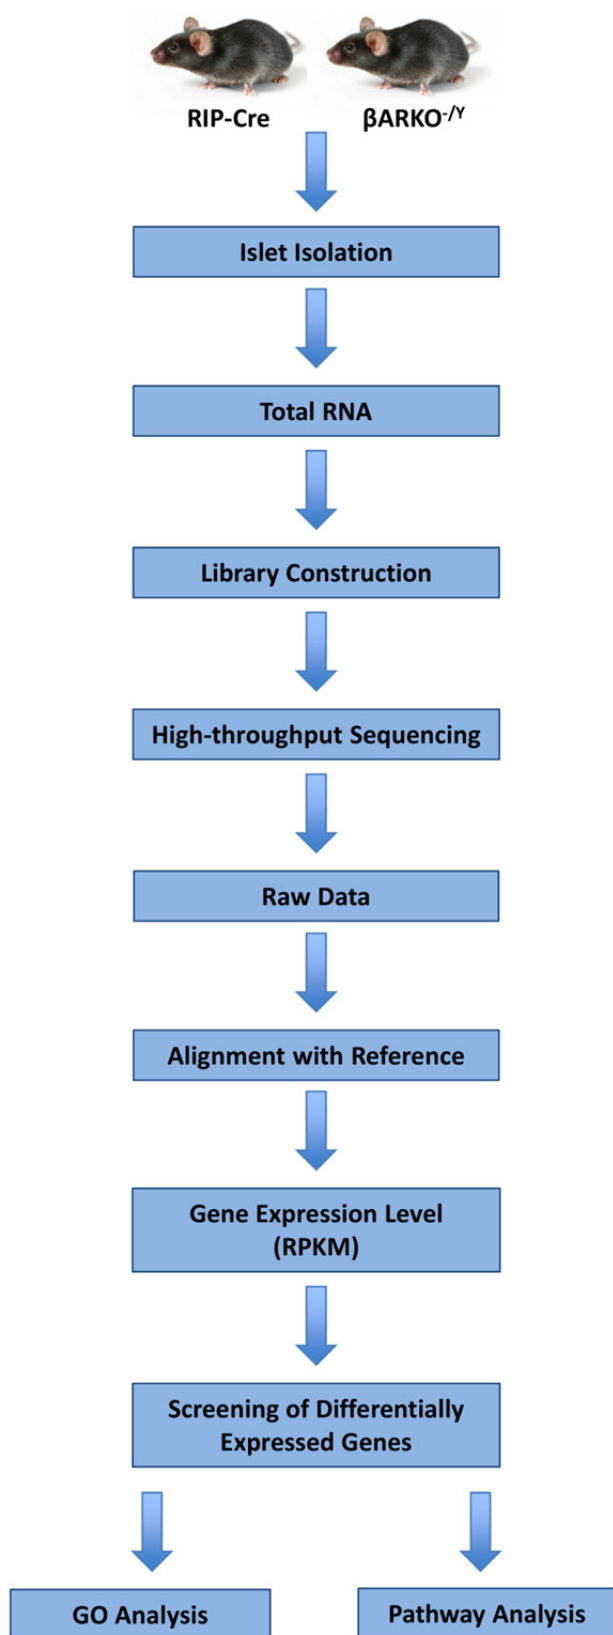 RIP-Cre
βARKO⁻/ʸ
Islet Isolation
Total RNA
Library Construction
High-throughput Sequencing
Raw Data
Alignment with Reference
Gene Expression Level
(RPKM)
Screening of Differentially
Expressed Genes
GO Analysis
Pathway Analysis